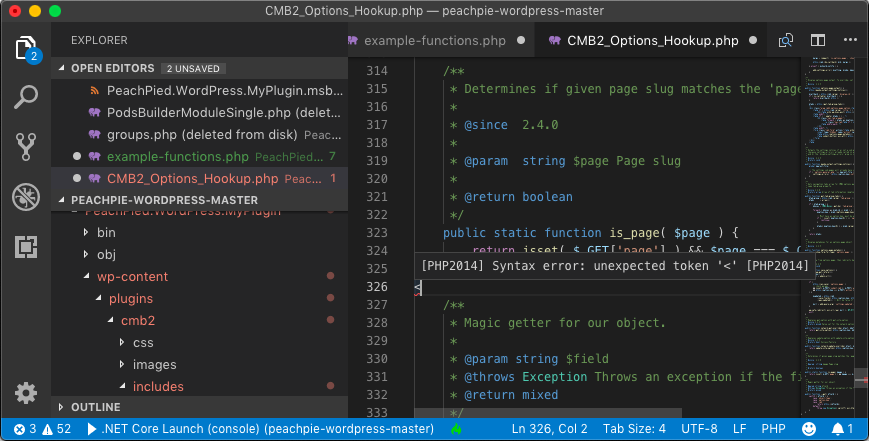 CMB2_Options_Hookup.php — peachpie-wordpress-master
EXPLORER
OPEN EDITORS 2 UNSAVED
PeachPied.WordPress.MyPlugin.msb...
PodsBuilderModuleSingle.php (delet...
groups.php (deleted from disk) Peac...
example-functions.php PeachPied... 7
CMB2_Options_Hookup.php Peac... 1
PEACHPIE-WORDPRESS-MASTER
PeachPied.WordPress.MyPlugin
bin
obj
wp-content
plugins
cmb2
css
images
includes
OUTLINE
2
example-functions.php
CMB2_Options_Hookup.php
314 /**
315 * Determines if given page slug matches the 'page
316 *
317 * @since 2.4.0
318 *
319 * @param string $page Page slug
320 *
321 * @return boolean
322 */
323 public static function is_page( $page ) {
324 return isset( $_GET['page'] ) && $page === $_G
325 [PHP2014] Syntax error: unexpected token '<' [PHP2014]
326 <
327 /**
328 * Magic getter for our object.
329 *
330 * @param string $field
331 * @throws Exception Throws an exception if the fi
332 * @return mixed
333 */
3 52 .NET Core Launch (console) (peachpie-wordpress-master) Ln 326, Col 2 Tab Size: 4 UTF-8 LF PHP 1